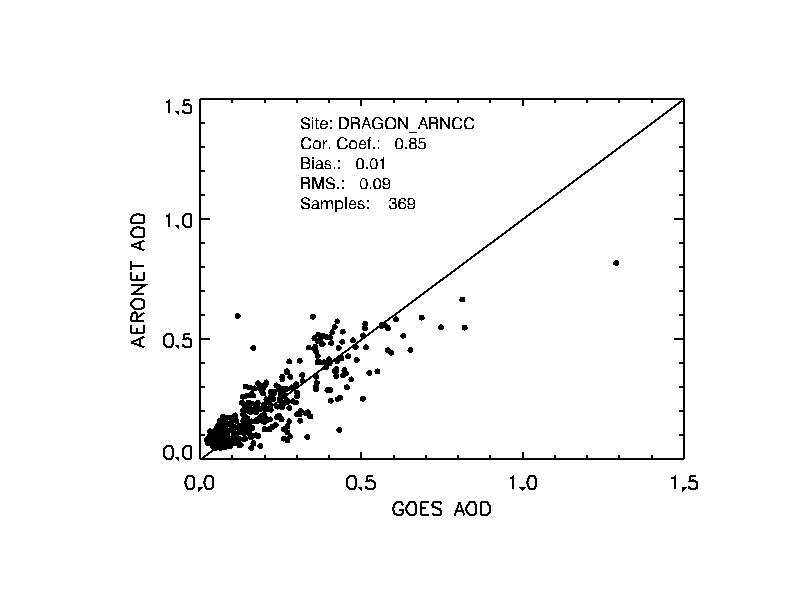 1.5
Site: DRAGON_ARNCC
Cor. Coef.: 0.85
Bias.: 0.01
RMS.: 0.09
Samples: 369
1.0
AERONET AOD
0.5
0.0
0.0 0.5 1.0 1.5
GOES AOD